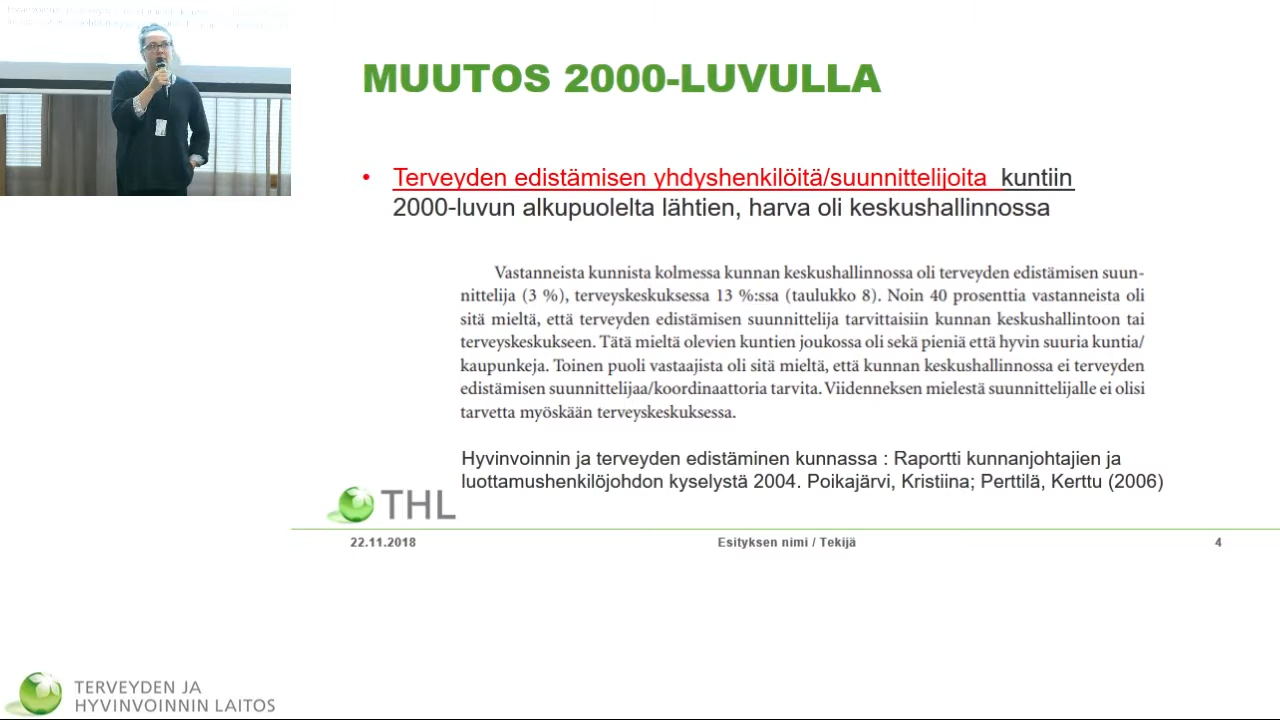 MUUTOS 2000-LUVULLA
• Terveyden edistämisen yhdyshenkilöitä/suunnittelijoita kuntiin
2000-luvun alkupuolelta lähtien, harva oli keskushallinnossa
Vastanneista kunnista kolmessa kunnan keskushallinnossa oli terveyden edistämisen suun-
nittelija (3 %), terveyskeskuksessa 13 %:ssa (taulukko 8). Noin 40 prosenttia vastanneista oli
sitä mieltä, että terveyden edistämisen suunnittelija tarvittaisiin kunnan keskushallintoon tai
terveyskeskukseen. Tätä mieltä olevien kuntien joukossa oli sekä pieniä että hyvin suuria kuntia/
kaupunkeja. Toinen puoli vastaajista oli sitä mieltä, että kunnan keskushallinnossa ei terveyden
edistämisen suunnittelijaa/koordinaattoria tarvita. Viidenneksen mielestä suunnittelijalle ei olisi
tarvetta myöskään terveyskeskuksessa.
Hyvinvoinnin ja terveyden edistäminen kunnassa : Raportti kunnanjohtajien ja
luottamushenkilöjohdon kyselystä 2004. Poikajärvi, Kristiina; Perttilä, Kerttu (2006)
THL
22.11.2018 Esityksen nimi / Tekijä 4
TERVEYDEN JA
HYVINVOINNIN LAITOS